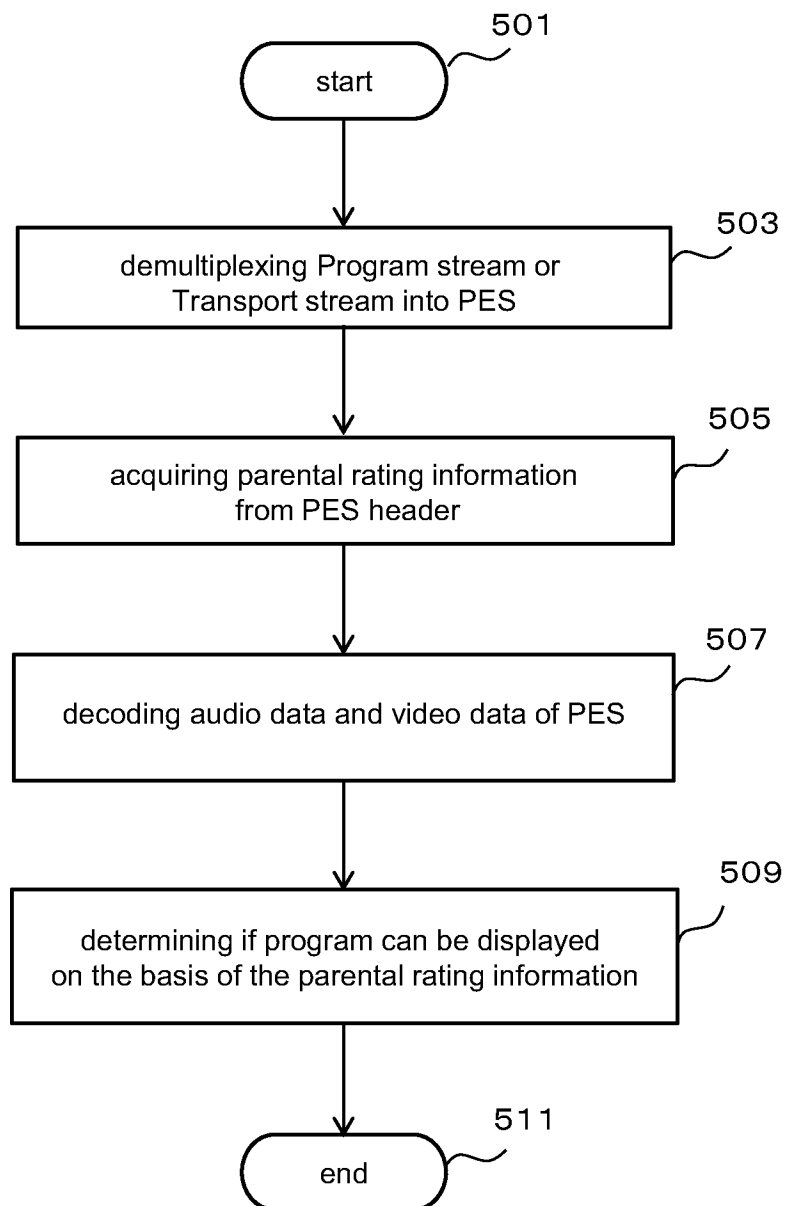 501
start
503
demultiplexing Program stream or
Transport stream into PES
505
acquiring parental rating information
from PES header
507
decoding audio data and video data of PES
509
determining if program can be displayed
on the basis of the parental rating information
511
end